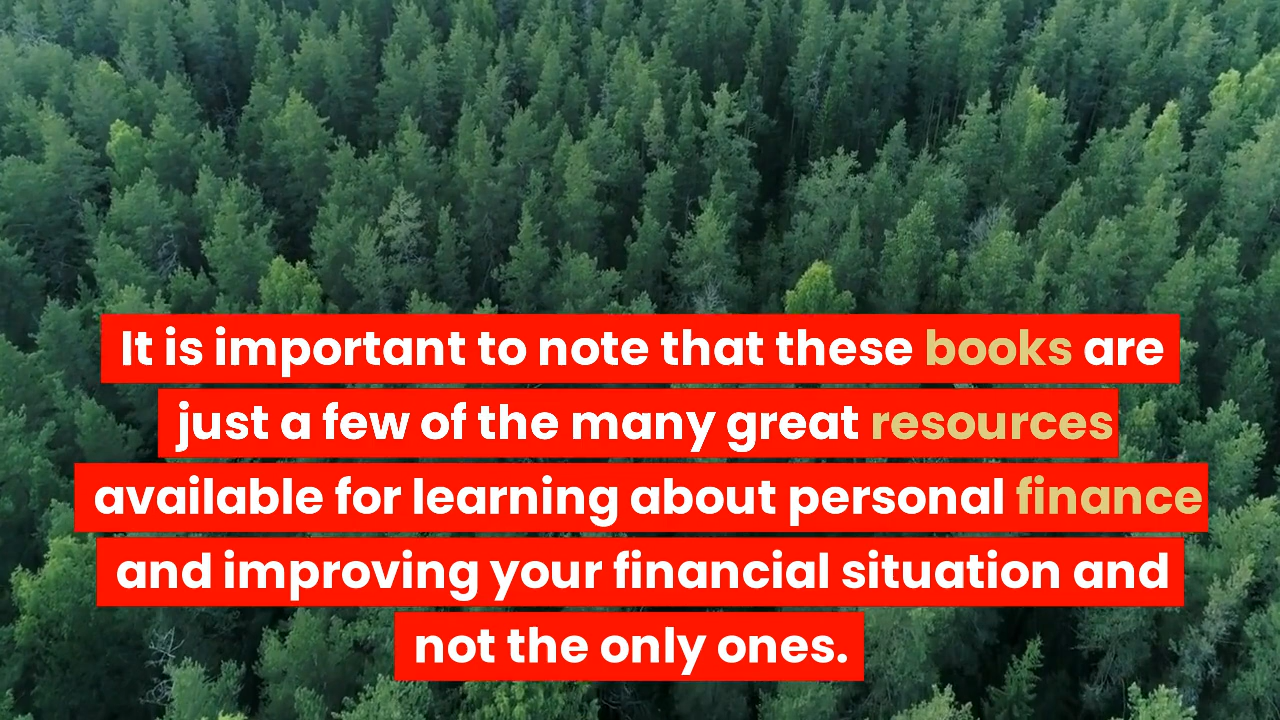 It is important to note that these books are
just a few of the many great resources
available for learning about personal finance
and improving your financial situation and
not the only ones.